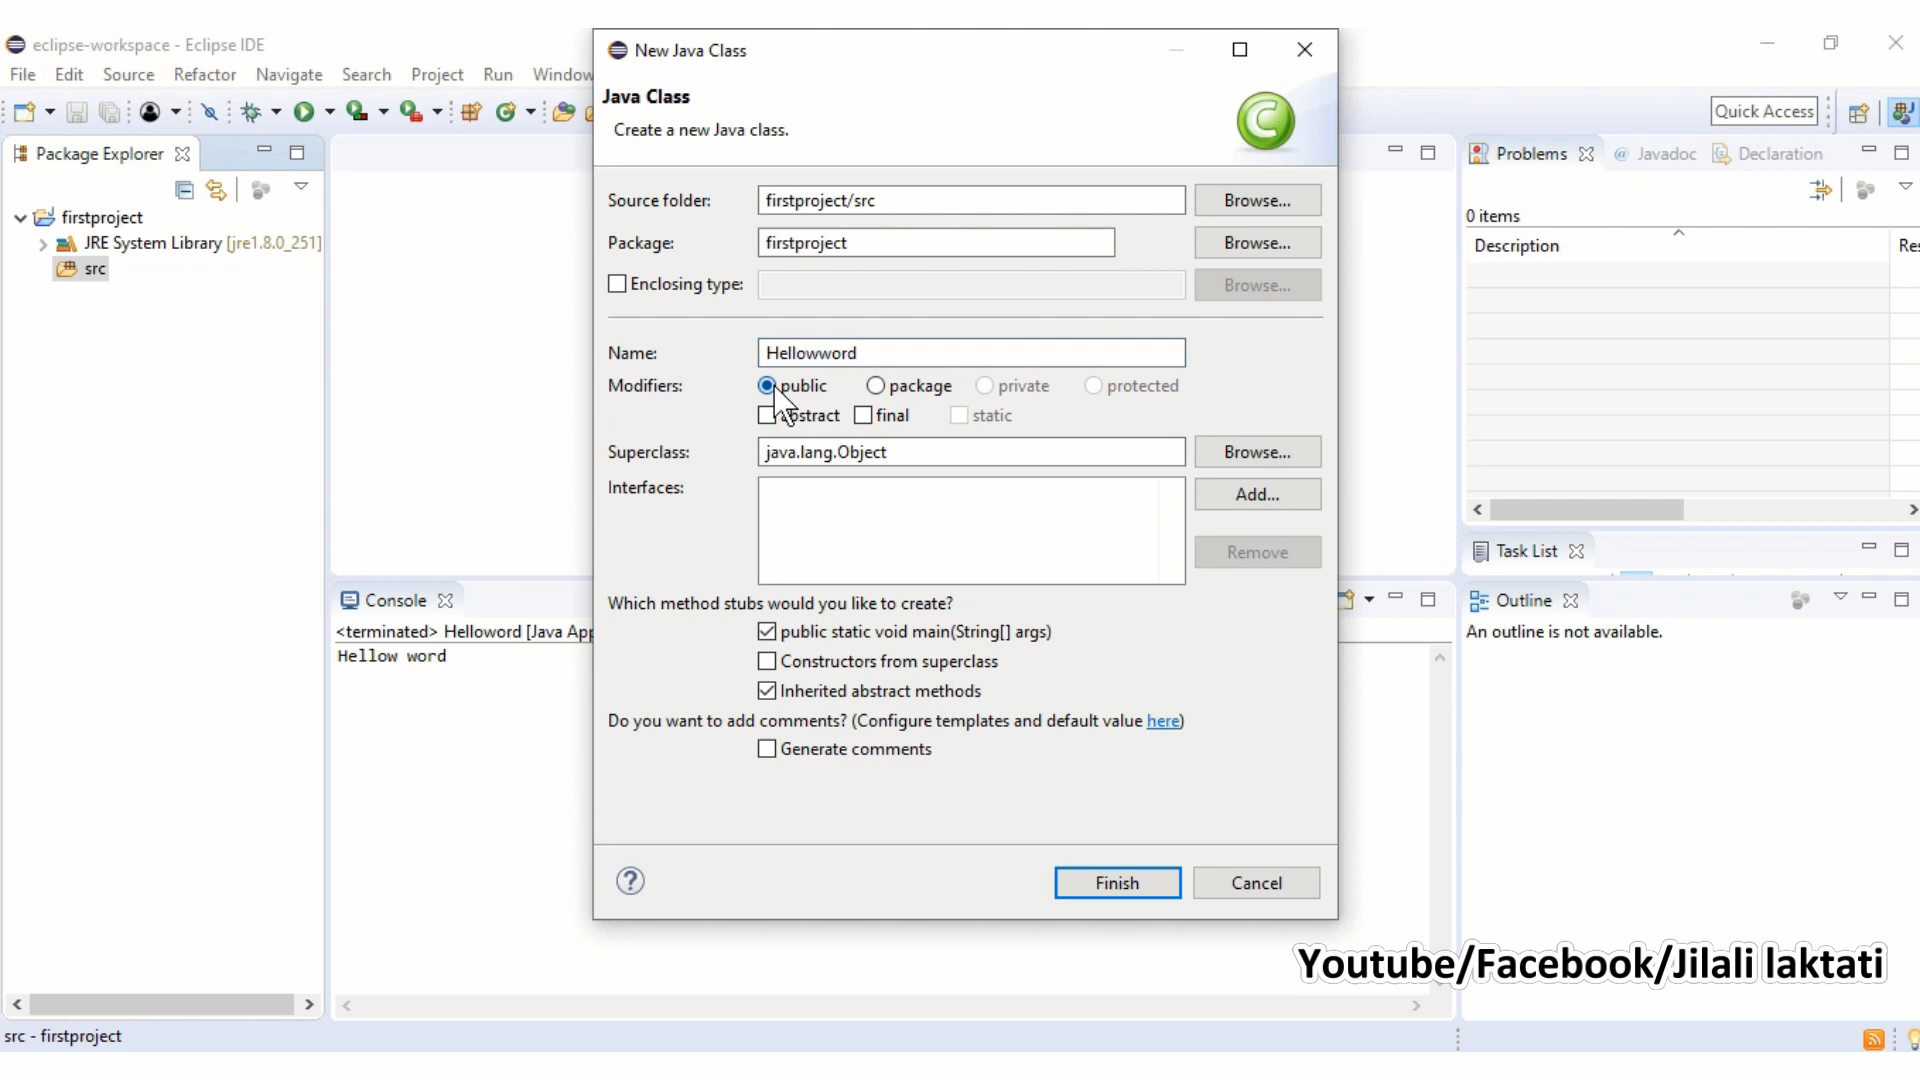 eclipse-workspace - Eclipse IDE
File Edit Source Refactor Navigate Search Project Run Window
Quick Access
Package Explorer
firstproject
JRE System Library [jre1.8.0_251]
src
New Java Class
Java Class
Create a new Java class.
Source folder: firstproject/src Browse...
Package: firstproject Browse...
Enclosing type: Browse...
Name: Hellowword
Modifiers: public package private protected
abstract final static
Superclass: java.lang.Object Browse...
Interfaces: Add...
Remove
Which method stubs would you like to create?
public static void main(String[] args)
Constructors from superclass
Inherited abstract methods
Do you want to add comments? (Configure templates and default value here)
Generate comments
Finish Cancel
Console
<terminated> Helloword [Java App
Hellow word
Problems Javadoc Declaration
0 items
Description Res
Task List
Outline
An outline is not available.
Youtube/Facebook/Jilali laktati
src - firstproject